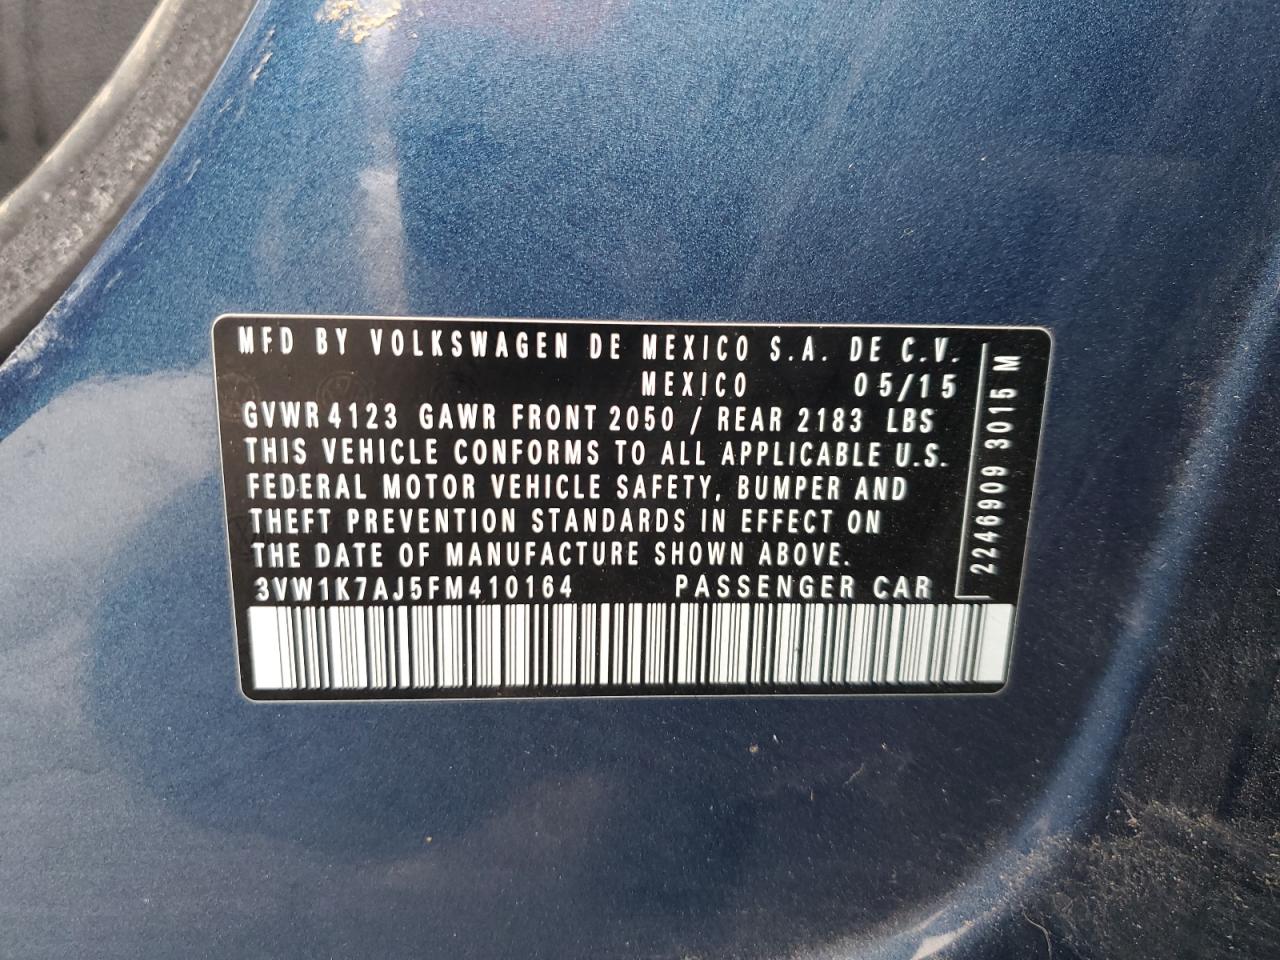 MFD BY VOLKSWAGEN DE MEXICO S.A. DE C.V.
MEXICO 05/15
GVWR 4123 GAWR FRONT 2050 / REAR 2183 LBS
THIS VEHICLE CONFORMS TO ALL APPLICABLE U.S.
FEDERAL MOTOR VEHICLE SAFETY, BUMPER AND
THEFT PREVENTION STANDARDS IN EFFECT ON
THE DATE OF MANUFACTURE SHOWN ABOVE.
3VW1K7AJ5FM410164 PASSENGER CAR
2246909 3015 M